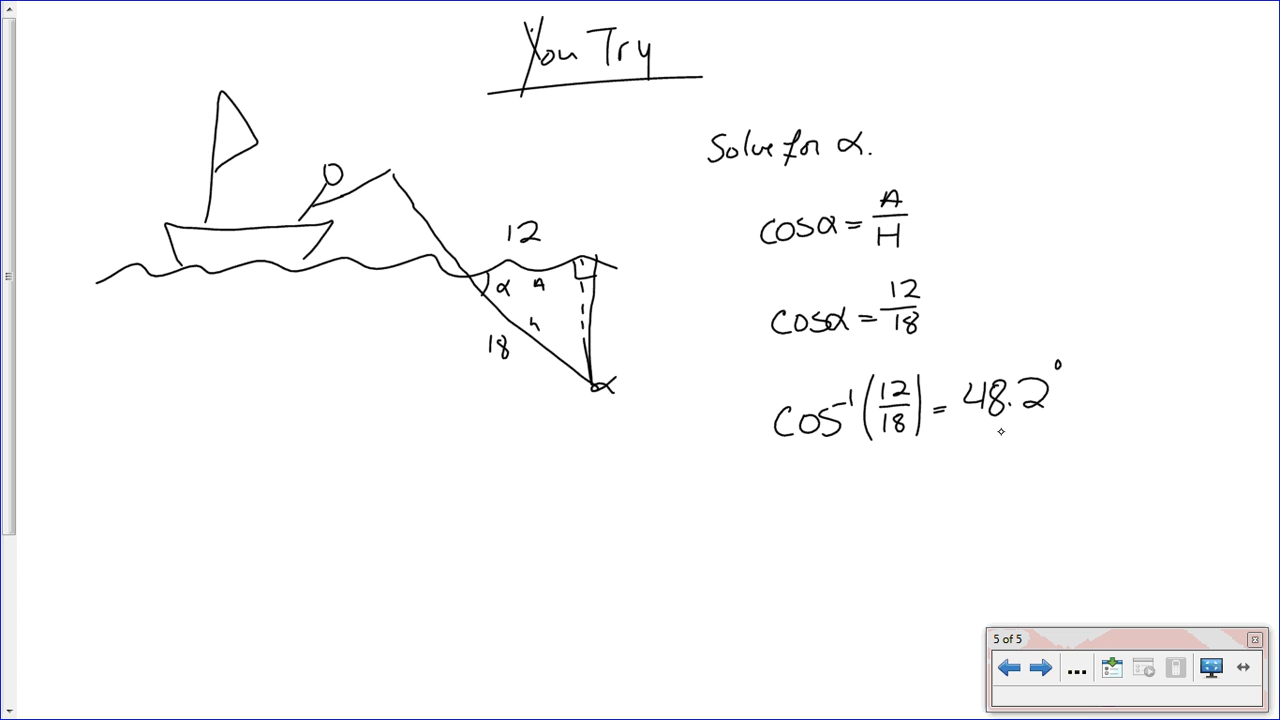 You Try
Solve for α.
cosα = A/H
12
α A
h
18
cosα = 12/18
cos⁻¹(12/18) = 48.2°
5 of 5